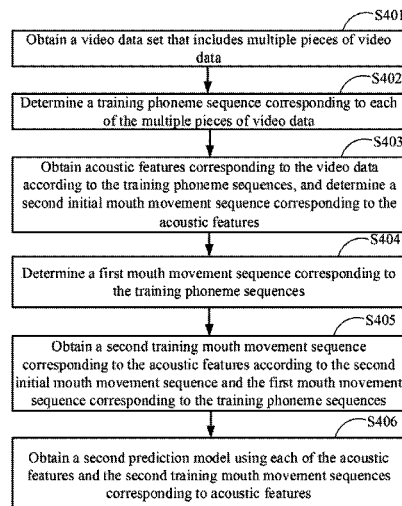 S401
Obtain a video data set that includes multiple pieces of video
data
S402
Determine a training phoneme sequence corresponding to each
of the multiple pieces of video data
S403
Obtain acoustic features corresponding to the video data
according to the training phoneme sequences, and determine a
second initial mouth movement sequence corresponding to the
acoustic features
S404
Determine a first mouth movement sequence corresponding to
the training phoneme sequences
S405
Obtain a second training mouth movement sequence
corresponding to the acoustic features according to the second
initial mouth movement sequence and the first mouth movement
sequence corresponding to the training phoneme sequences
S406
Obtain a second prediction model using each of the acoustic
features and the second training mouth movement sequences
corresponding to acoustic features